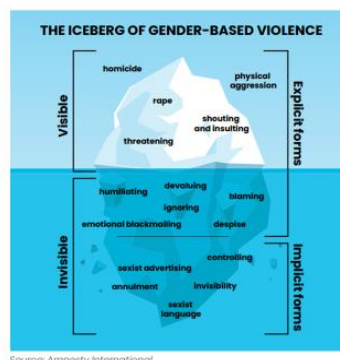 THE ICEBERG OF GENDER-BASED VIOLENCE
Visible
Explicit forms
homicide
physical
aggression
rape
shouting
and insulting
threatening
Invisible
Implicit forms
humiliating
devaluing
blaming
ignoring
emotional blackmailing
despise
controlling
sexist advertising
annulment
invisibility
sexist
language
Source: Amnesty International